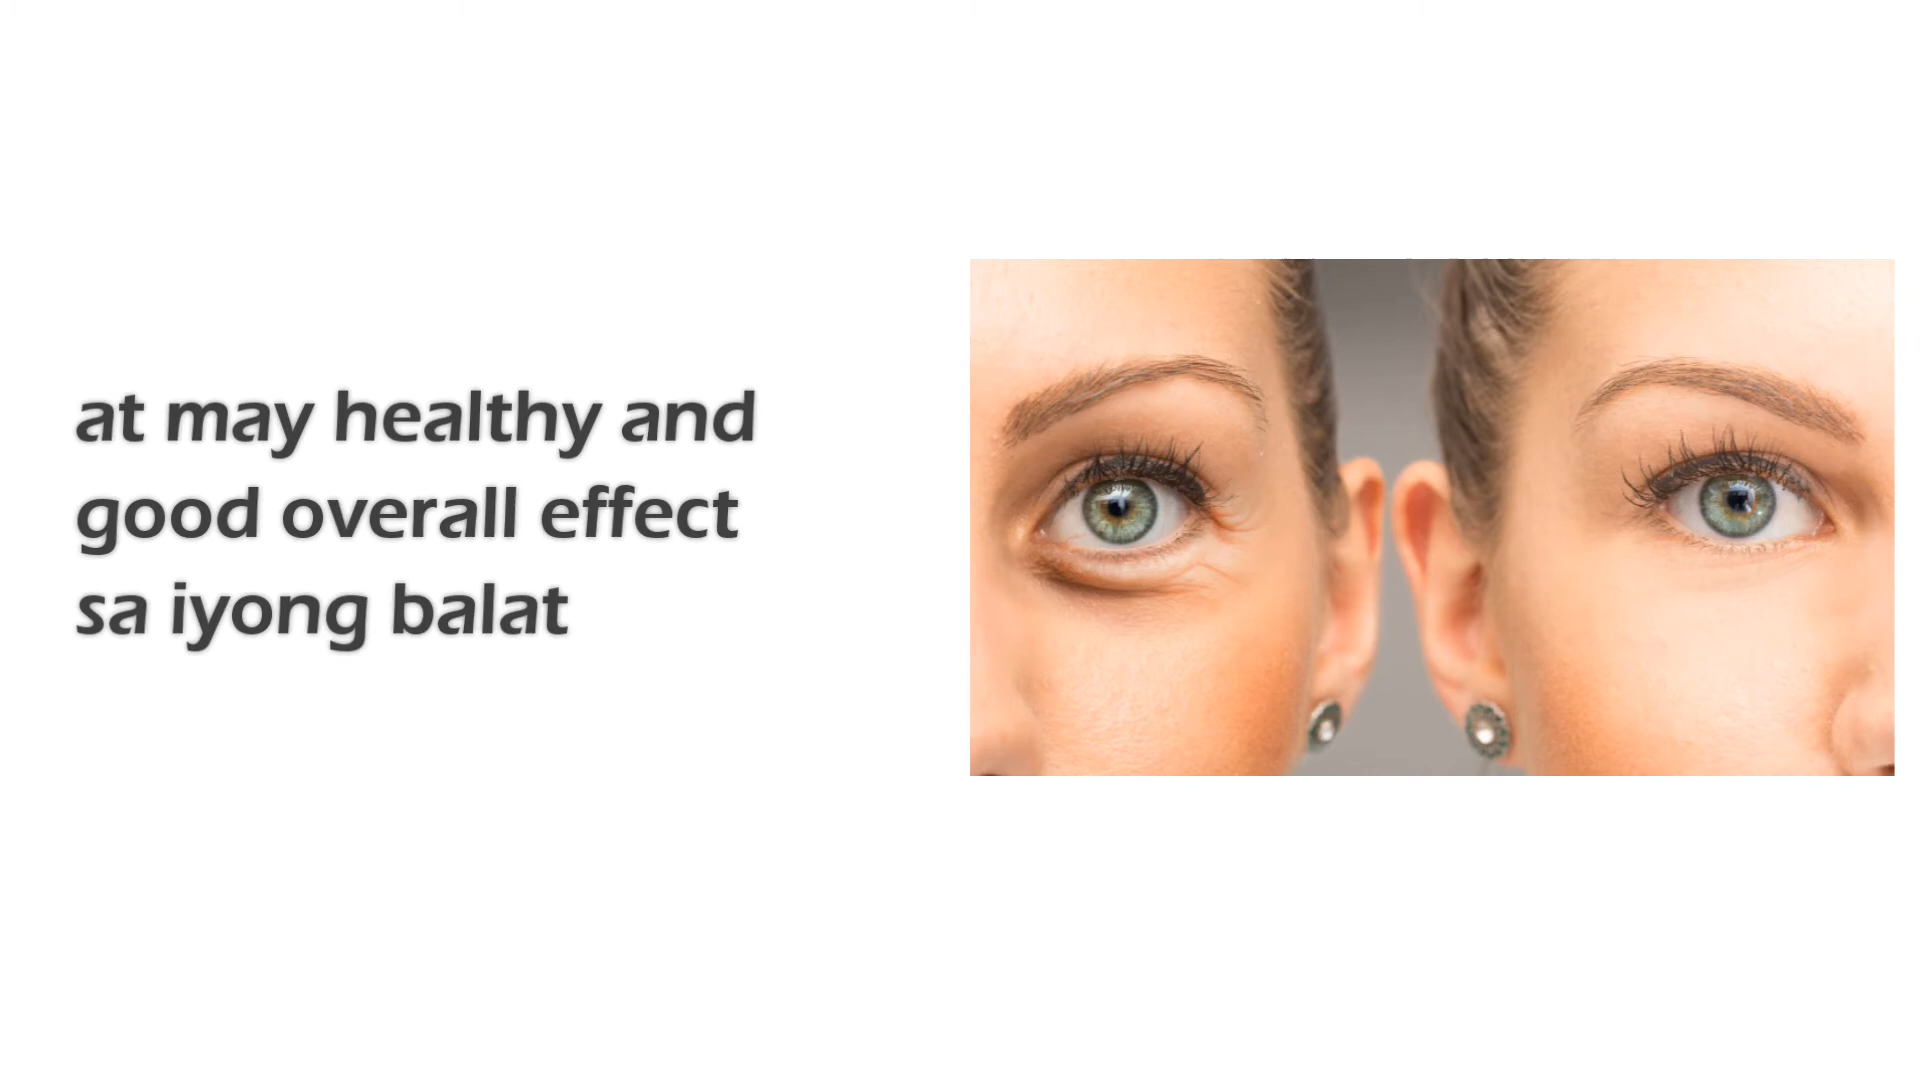 at may healthy and
good overall effect
sa iyong balat